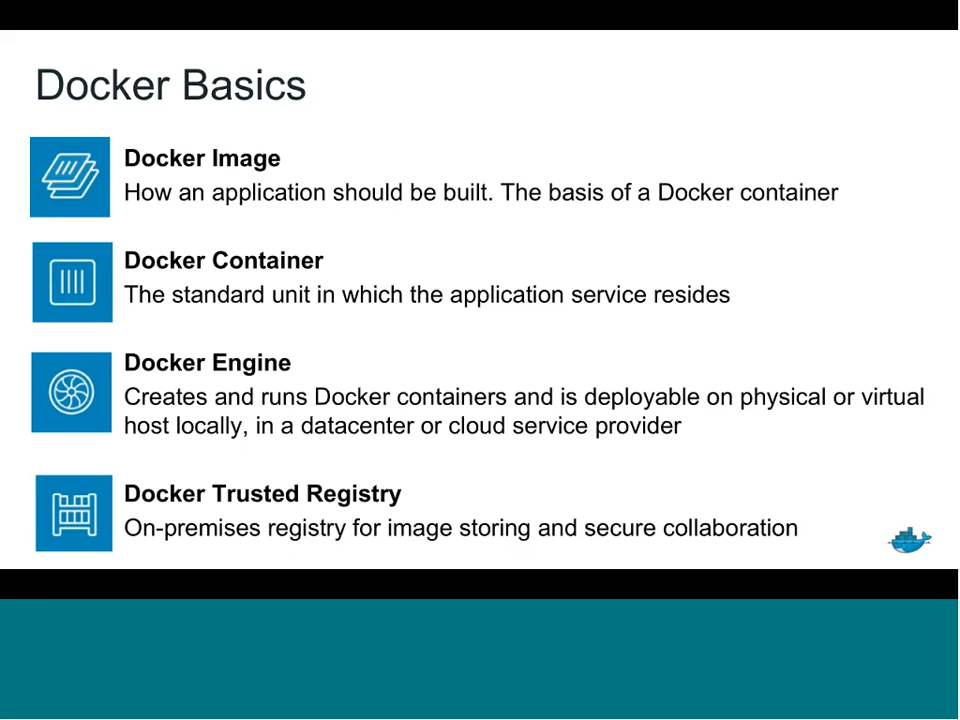 Docker Basics
Docker Image
How an application should be built. The basis of a Docker container
Docker Container
The standard unit in which the application service resides
Docker Engine
Creates and runs Docker containers and is deployable on physical or virtual
host locally, in a datacenter or cloud service provider
Docker Trusted Registry
On-premises registry for image storing and secure collaboration